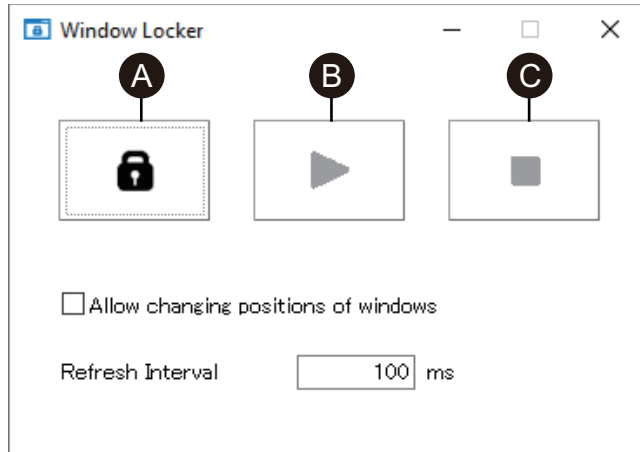 Window Locker
A B C
Allow changing positions of windows
Refresh Interval 100 ms